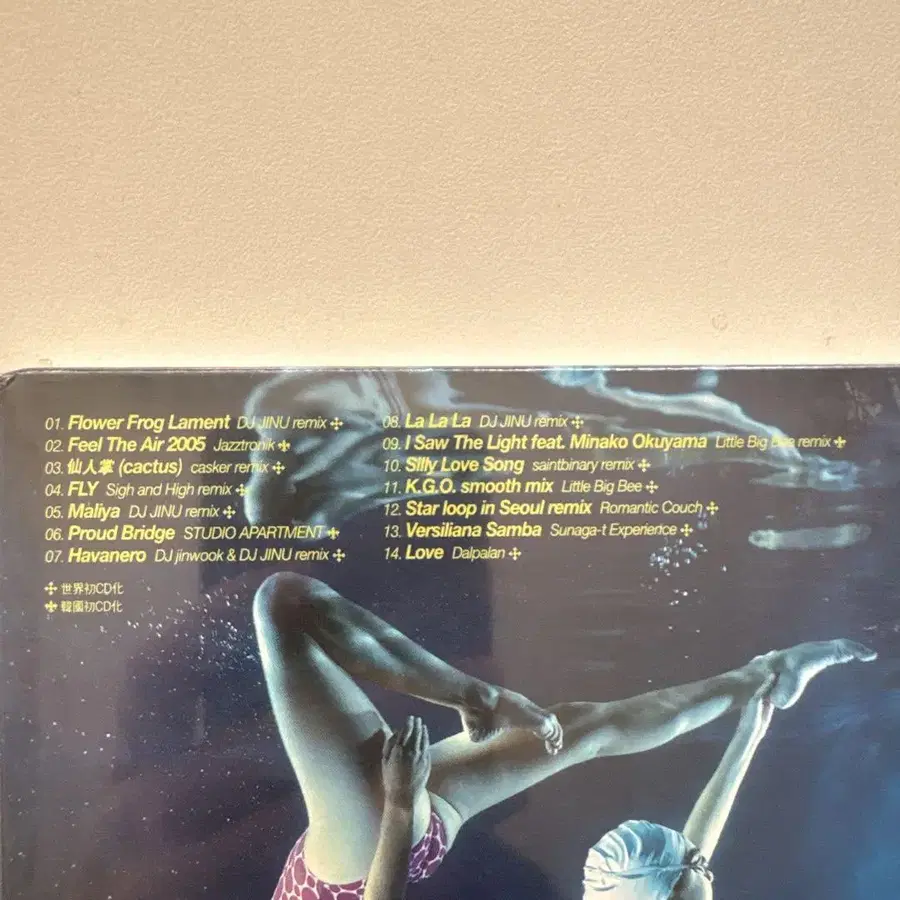 01. Flower Frog Lament DJ JINU remix ✣
02. Feel The Air 2005 Jazztronik ⚜
03. 仙人掌 (cactus) casker remix ✣
04. FLY Sigh and High remix ✣
05. Maliya DJ JINU remix ✣
06. Proud Bridge STUDIO APARTMENT ⚜
07. Havanero DJ jinwook & DJ JINU remix ✣
08. La La La DJ JINU remix ✣
09. I Saw The Light feat. Minako Okuyama Little Big Bee remix ⚜
10. Silly Love Song saintbinary remix ✣
11. K.G.O. smooth mix Little Big Bee ✣
12. Star loop in Seoul remix Romantic Couch ✣
13. Versiliana Samba Sunaga-t Experience ✣
14. Love Dalpalan ✣
✣ 世界初CD化
⚜ 韓國初CD化